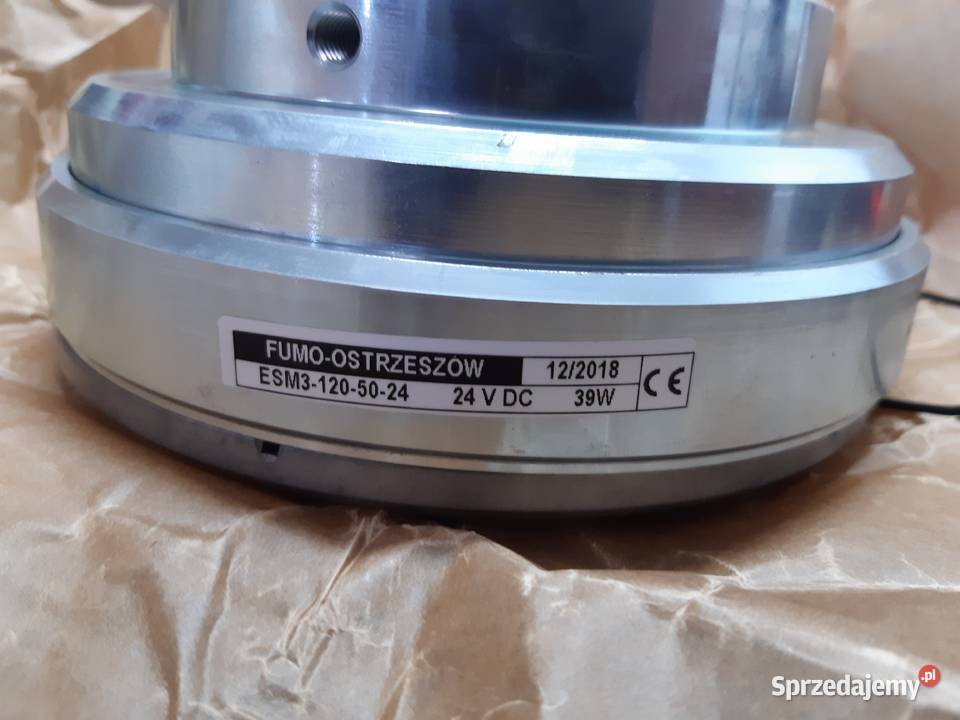 FUMO-OSTRZESZÓW 12/2018
ESM3-120-50-24 24 V DC 39W CE
Sprzedajemy.pl